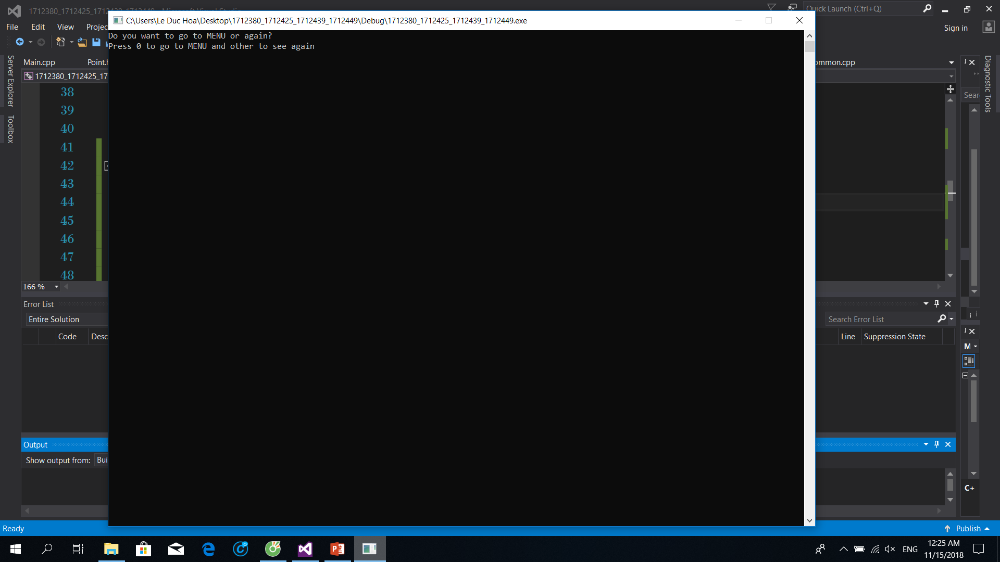 1712380_1712425_1712439_1712449 - Microsoft Visual Studio
Quick Launch (Ctrl+Q)
File Edit View Projec
Sign in
C:\Users\Le Duc Hoa\Desktop\1712380_1712425_1712439_1712449\Debug\1712380_1712425_1712439_1712449.exe
Do you want to go to MENU or again?
Press 0 to go to MENU and other to see again
Server Explorer
Toolbox
Main.cpp Point.h
ommon.cpp
1712380_1712425_17
38
39
40
41
42
43
44
45
46
47
48
166 %
Diagnostic Tools
Sear
Error List
Entire Solution
Search Error List
Code Desc
Line Suppression State
M
Output
Show output from: Bui
C+
Ready
Publish
ENG
12:25 AM
11/15/2018